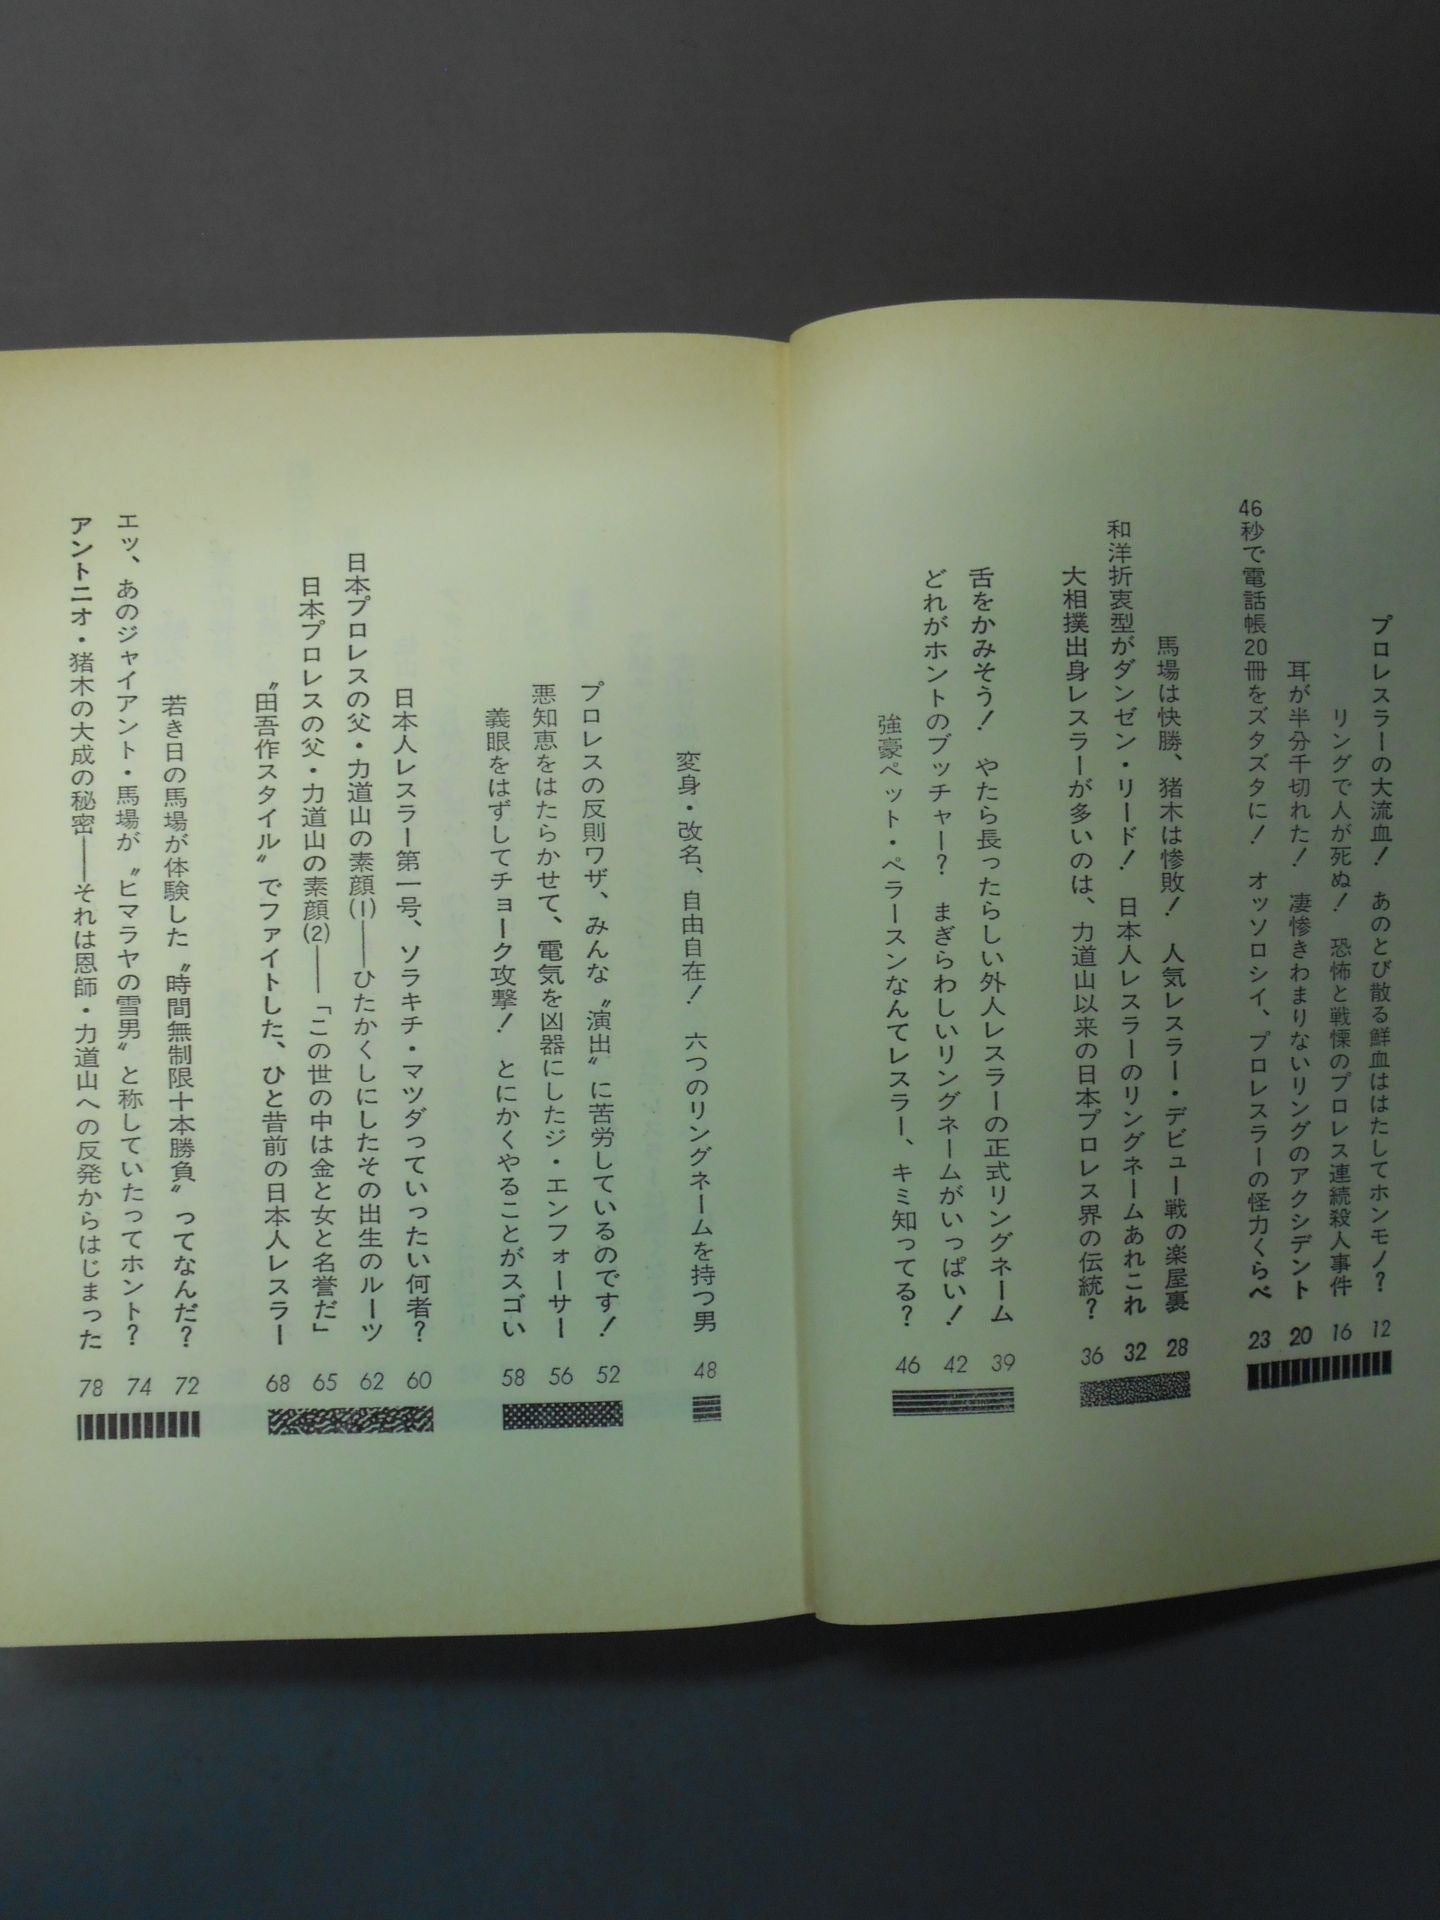 プロレスラーの大流血！ あのとび散る鮮血ははたしてホンモノ？ 12
リングで人が死ぬ！ 恐怖と戦慄のプロレス連続殺人事件 16
耳が半分千切れた！ 凄惨きわまりないリングのアクシデント 20
46秒で電話帳20冊をズタズタに！ オッソロシイ、プロレスラーの怪力くらべ 23
馬場は快勝、猪木は惨敗！ 人気レスラー・デビュー戦の楽屋裏 28
和洋折衷型がダンゼン・リード！ 日本人レスラーのリングネームあれこれ 32
大相撲出身レスラーが多いのは、力道山以来の日本プロレス界の伝統？ 36
舌をかみそう！ やたら長ったらしい外人レスラーの正式リングネーム 39
どれがホントのブッチャー？ まぎらわしいリングネームがいっぱい！ 42
強豪ペット・ペラースンなんてレスラー、キミ知ってる？ 46
変身・改名、自由自在！ 六つのリングネームを持つ男 48
プロレスの反則ワザ、みんな〝演出〟に苦労しているのです！ 52
悪知恵をはたらかせて、電気を凶器にしたジ・エンフォーサー 56
義眼をはずしてチョーク攻撃！ とにかくやることがスゴい 58
日本人レスラー第一号、ソラキチ・マツダっていったい何者？ 60
日本プロレスの父・力道山の素顔(1)――ひたかくしにしたその出生のルーツ 62
日本プロレスの父・力道山の素顔(2)――「この世の中は金と女と名誉だ」 65
〝田吾作スタイル〟でファイトした、ひと昔前の日本人レスラー 68
若き日の馬場が体験した〝時間無制限十本勝負〟ってなんだ？ 72
エッ、あのジャイアント・馬場が〝ヒマラヤの雪男〟と称していたってホント？ 74
アントニオ・猪木の大成の秘密――それは恩師・力道山への反発からはじまった 78